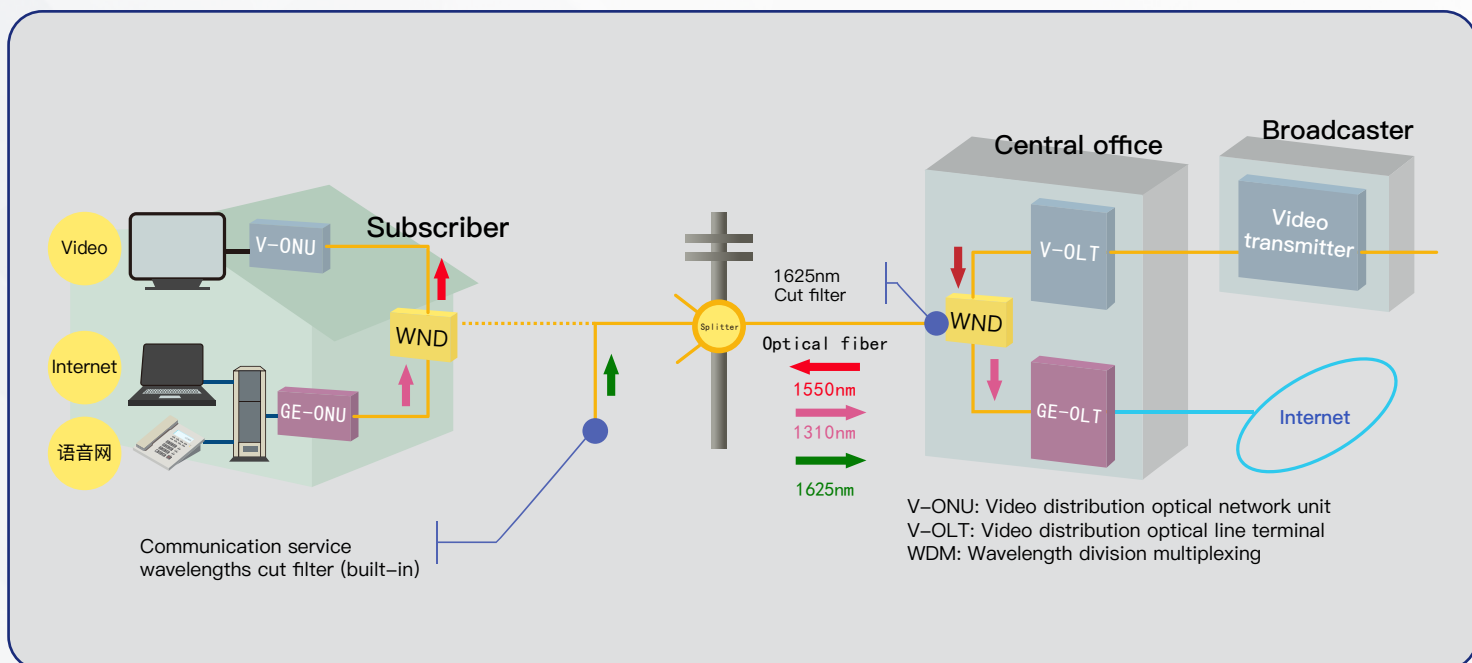 Broadcaster
Central office
Subscriber
Video
V-ONU
WND
Internet
GE-ONU
语音网
Splitter
1625nm
Cut filter
Optical fiber
1550nm
1310nm
1625nm
WND
V-OLT
GE-OLT
Video
transmitter
Internet
Communication service
wavelengths cut filter (built-in)
V-ONU: Video distribution optical network unit
V-OLT: Video distribution optical line terminal
WDM: Wavelength division multiplexing